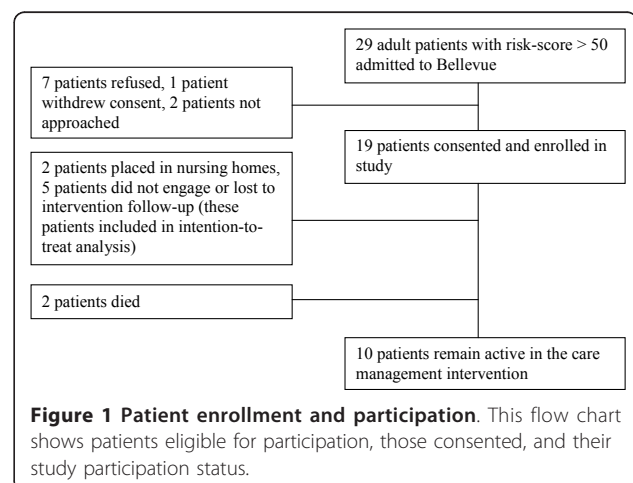 29 adult patients with risk-score > 50
admitted to Bellevue
7 patients refused, 1 patient
withdrew consent, 2 patients not
approached
19 patients consented and enrolled in
study
2 patients placed in nursing homes,
5 patients did not engage or lost to
intervention follow-up (these
patients included in intention-to-
treat analysis)
2 patients died
10 patients remain active in the care
management intervention
Figure 1 Patient enrollment and participation. This flow chart
shows patients eligible for participation, those consented, and their
study participation status.